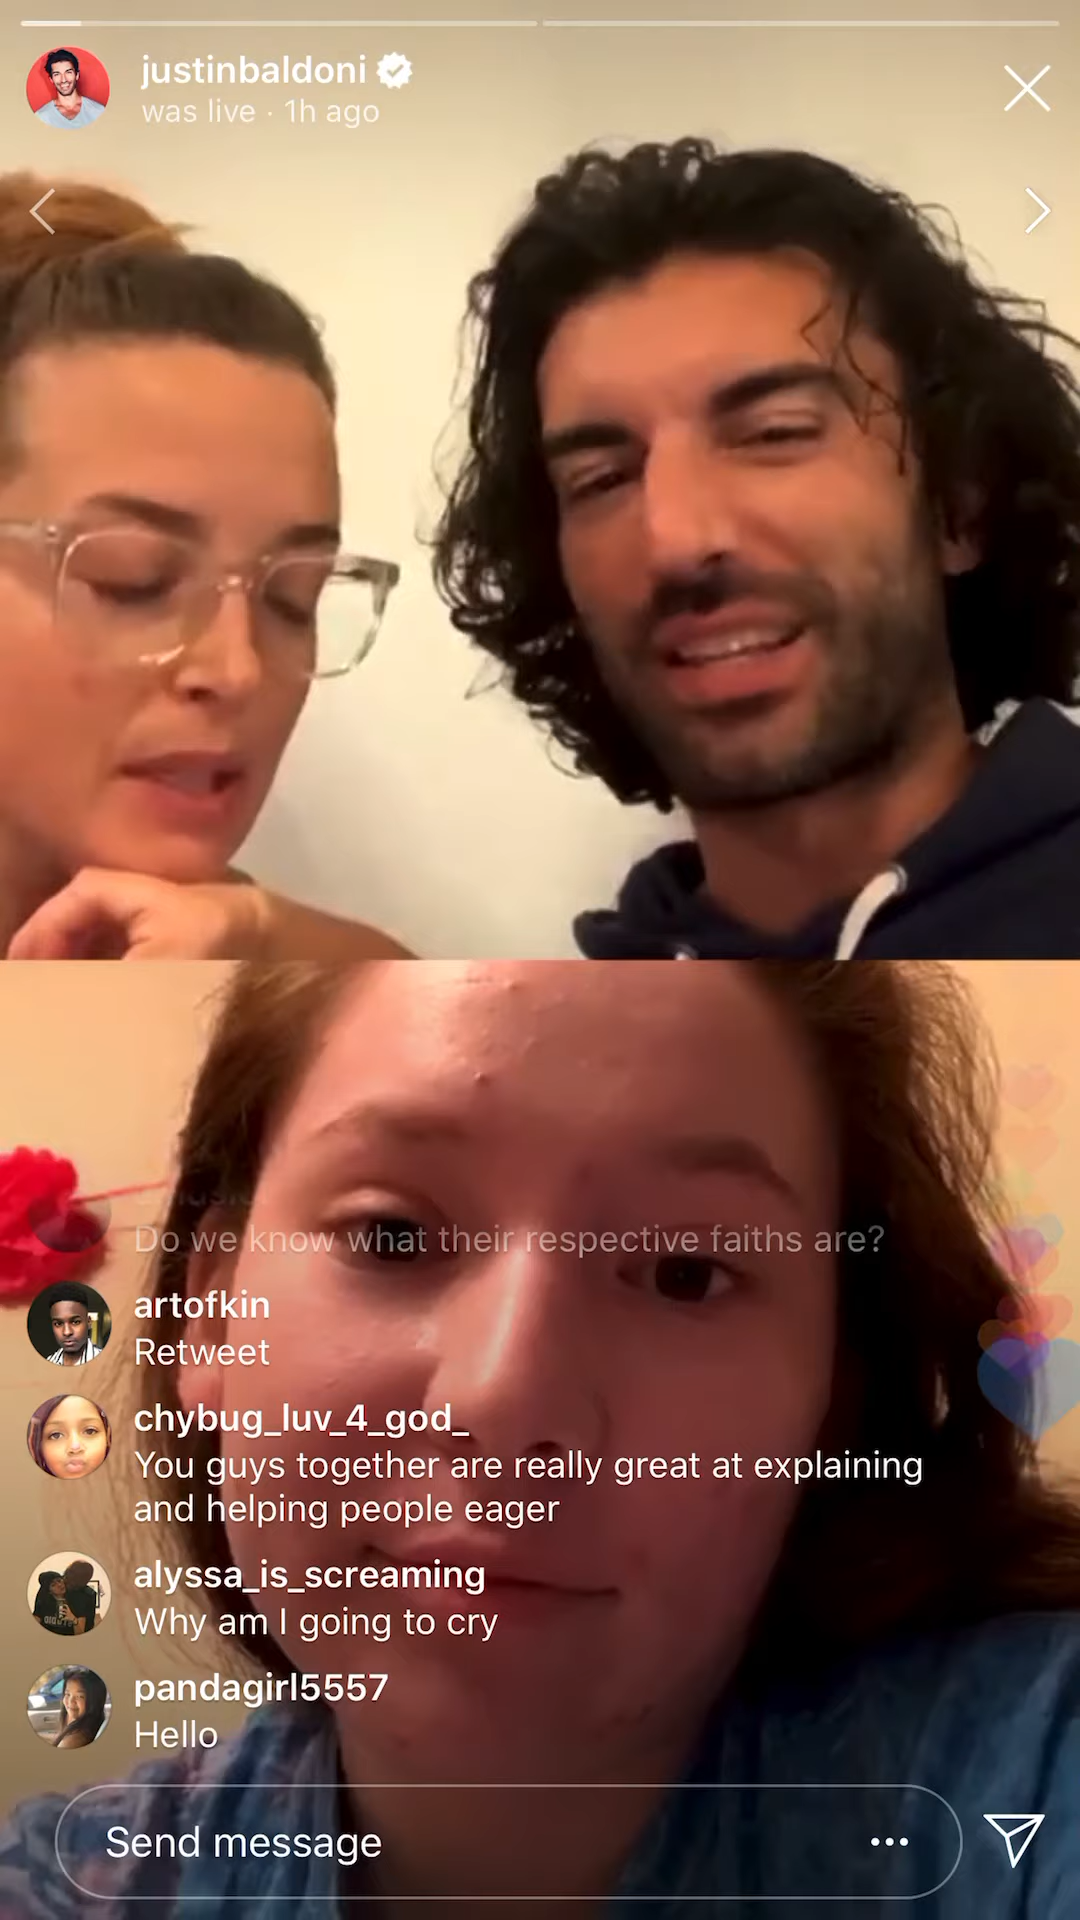 justinbaldoni
was live · 1h ago
Do we know what their respective faiths are?
artofkin
Retweet
chybug_luv_4_god_
You guys together are really great at explaining
and helping people eager
alyssa_is_screaming
Why am I going to cry
pandagirl5557
Hello
Send message